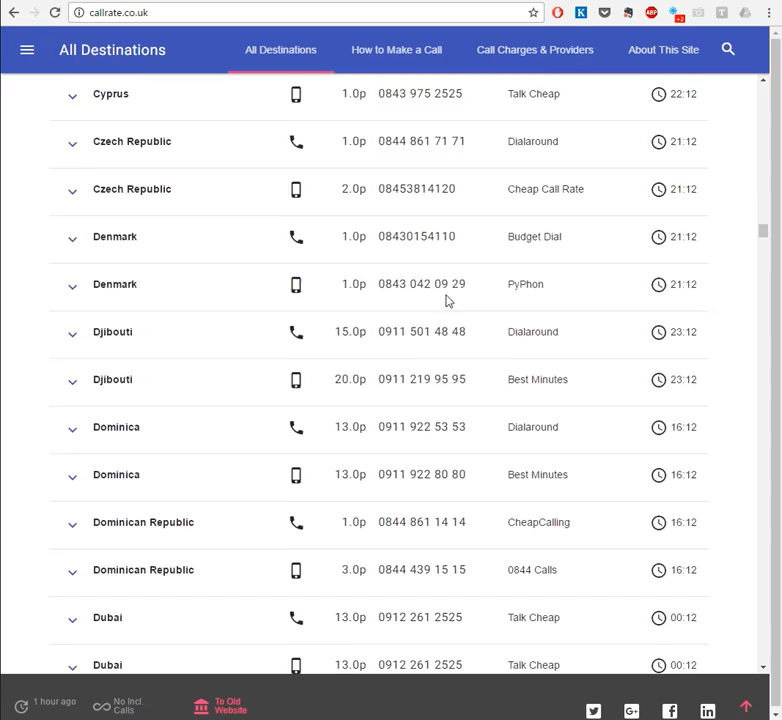 callrate.co.uk
All Destinations All Destinations How to Make a Call Call Charges & Providers About This Site
Cyprus 1.0p 0843 975 2525 Talk Cheap 22:12
Czech Republic 1.0p 0844 861 71 71 Dialaround 21:12
Czech Republic 2.0p 08453814120 Cheap Call Rate 21:12
Denmark 1.0p 08430154110 Budget Dial 21:12
Denmark 1.0p 0843 042 09 29 PyPhon 21:12
Djibouti 15.0p 0911 501 48 48 Dialaround 23:12
Djibouti 20.0p 0911 219 95 95 Best Minutes 23:12
Dominica 13.0p 0911 922 53 53 Dialaround 16:12
Dominica 13.0p 0911 922 80 80 Best Minutes 16:12
Dominican Republic 1.0p 0844 861 14 14 CheapCalling 16:12
Dominican Republic 3.0p 0844 439 15 15 0844 Calls 16:12
Dubai 13.0p 0912 261 2525 Talk Cheap 00:12
Dubai 13.0p 0912 261 2525 Talk Cheap 00:12
1 hour ago No Incl. To Old
Calls Website